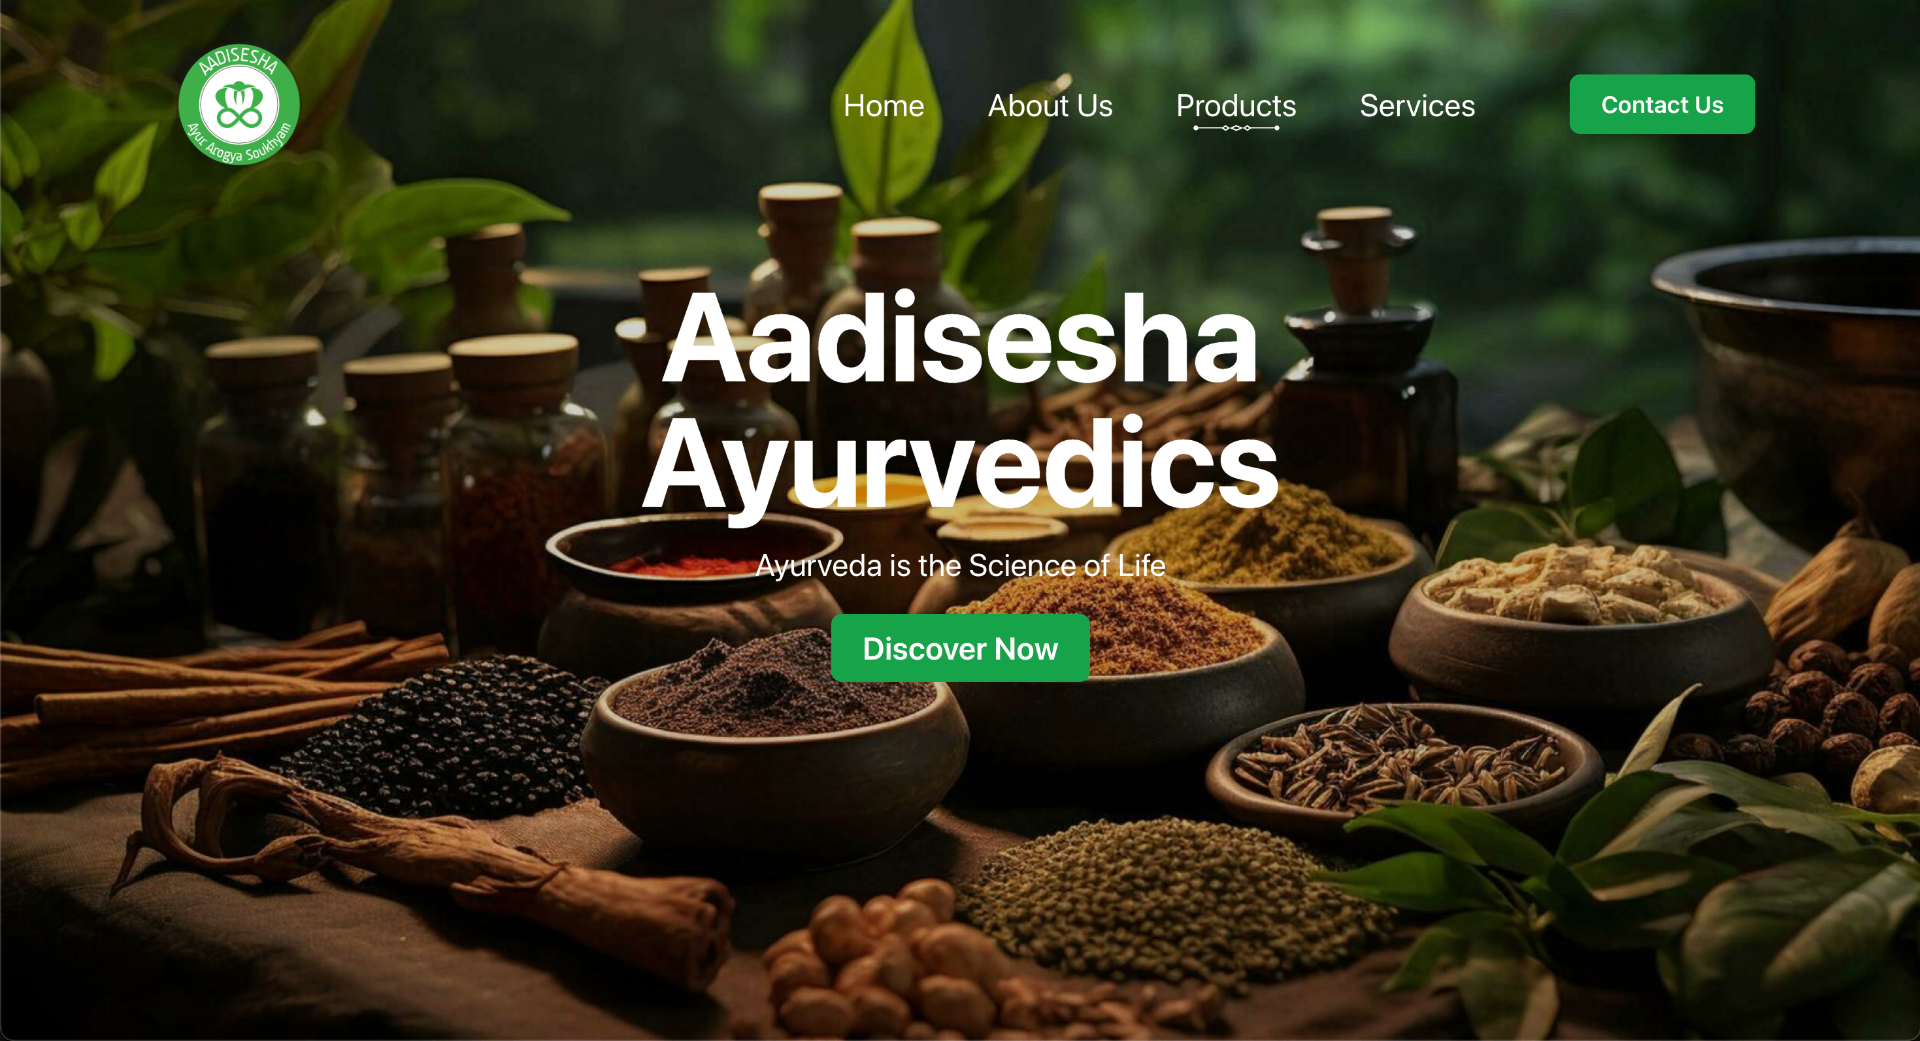 AADISESHA
Ayur Arogya Soukhyam
Home
About Us
Products
Services
Contact Us
Aadisesha
Ayurvedics
Ayurveda is the Science of Life
Discover Now